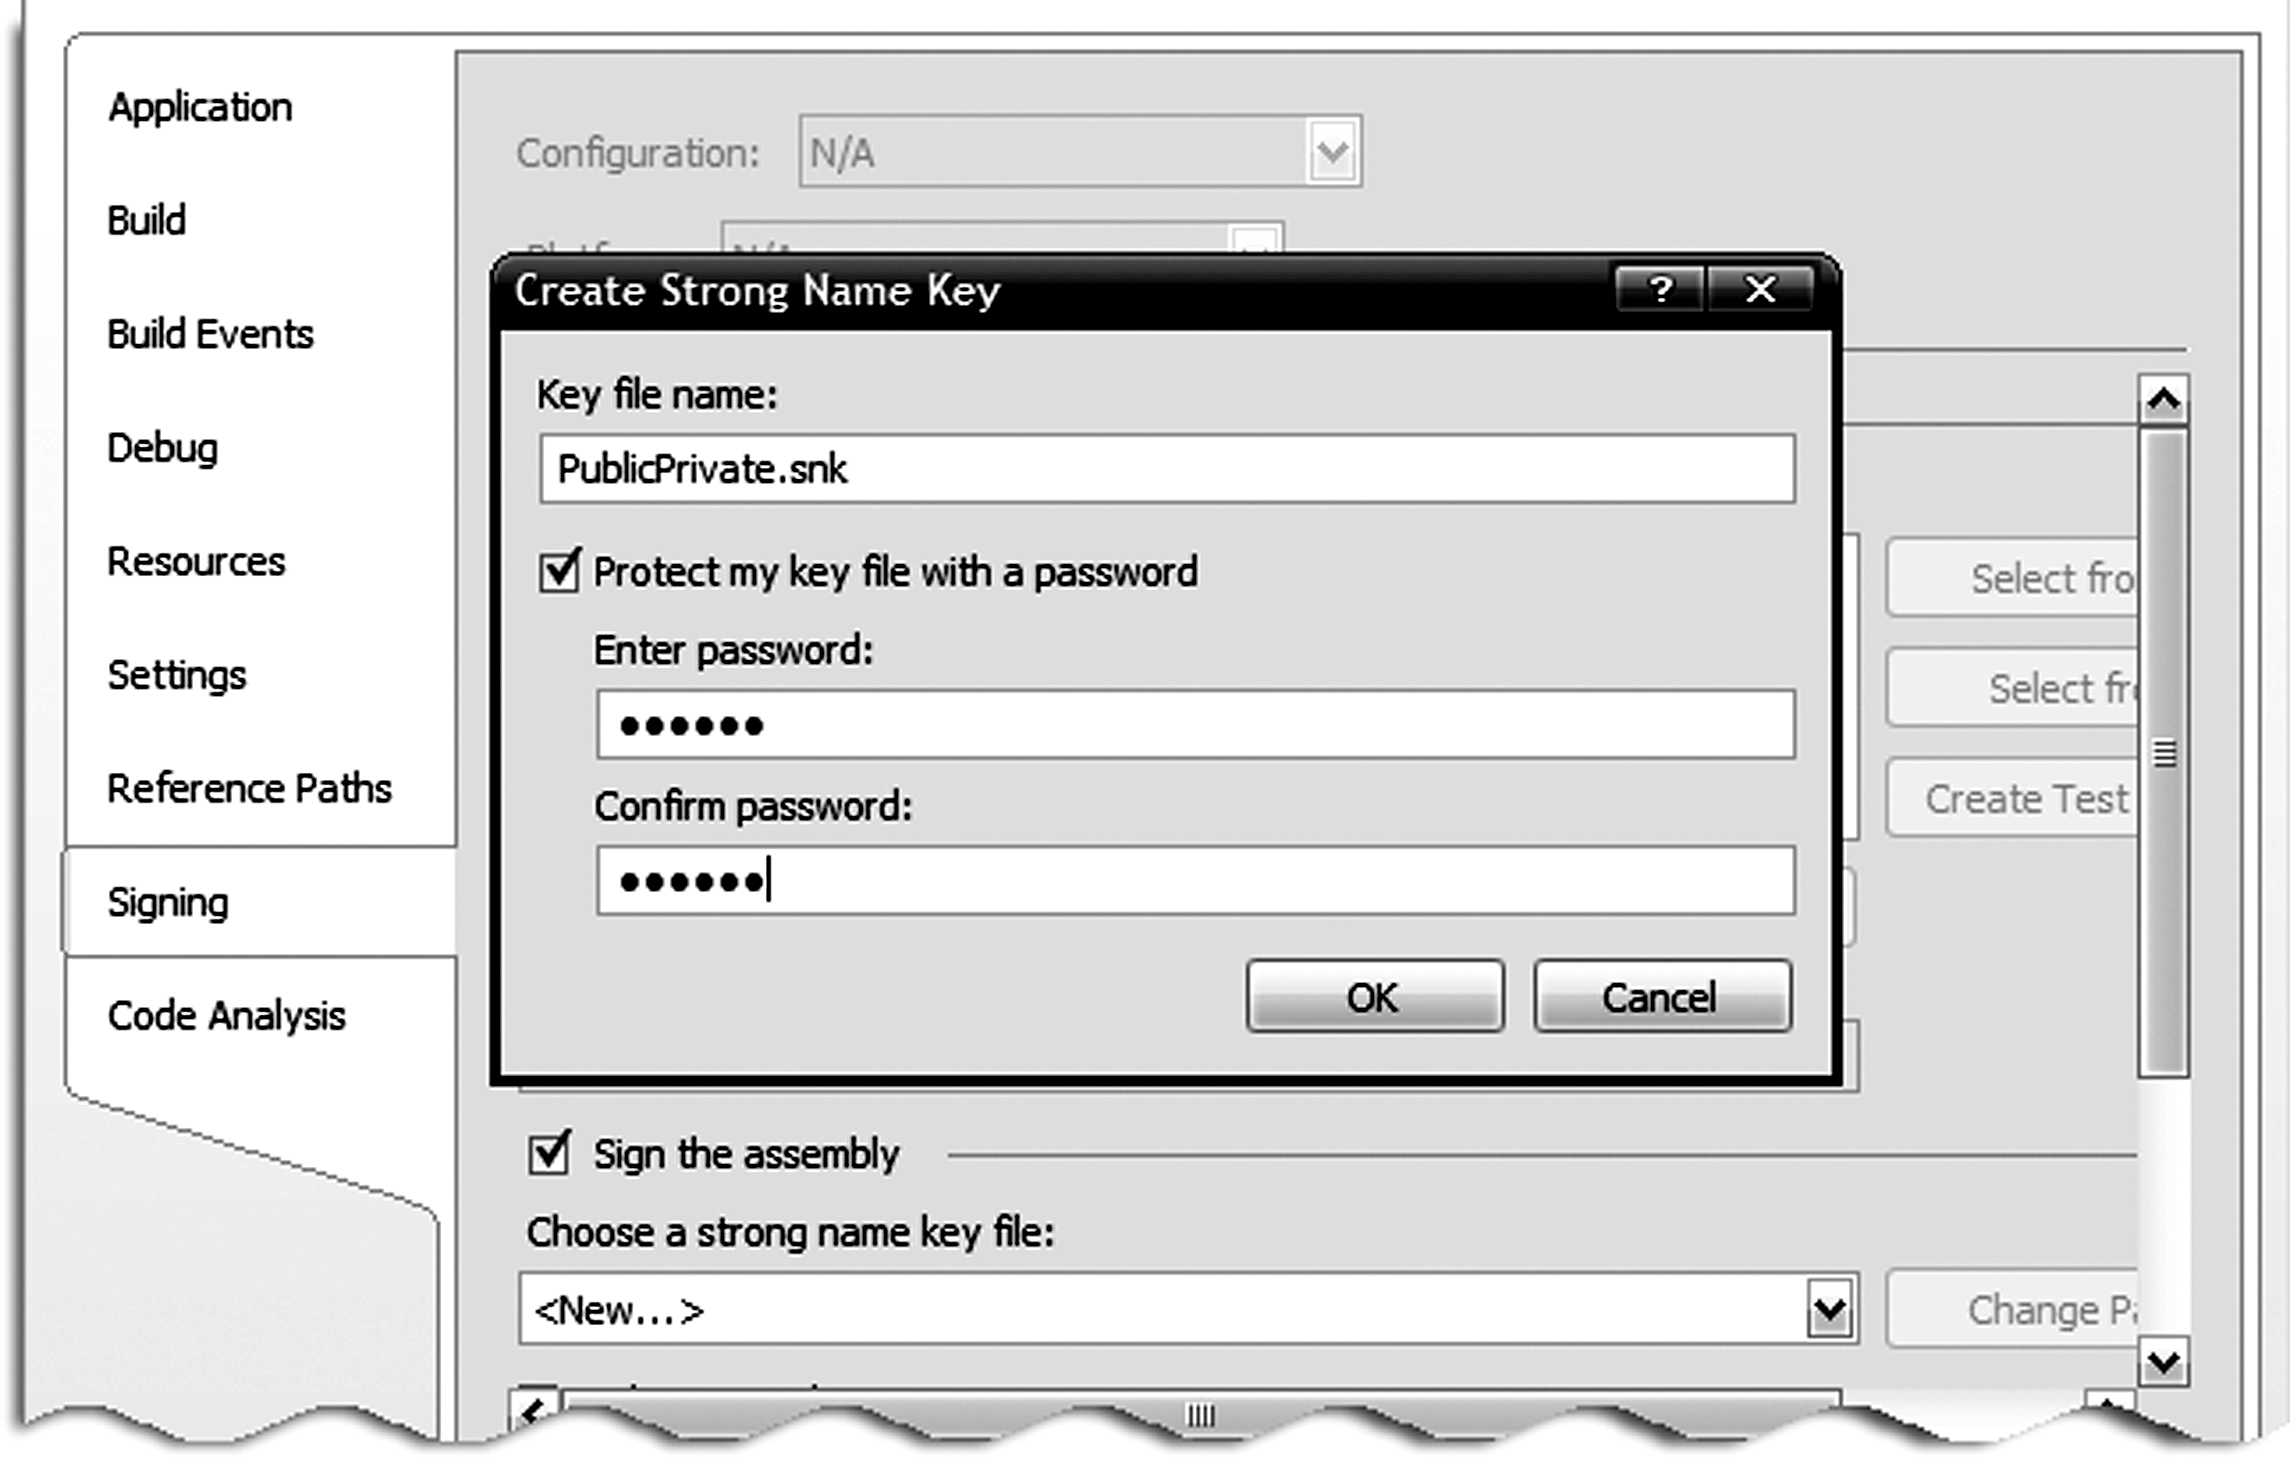 Application
Build
Build Events
Debug
Resources
Settings
Reference Paths
Signing
Code Analysis
Configuration: N/A
Create Strong Name Key
Key file name:
PublicPrivate.snk
Protect my key file with a password
Enter password:
••••••
Confirm password:
••••••
OK Cancel
Select fro
Select fr
Create Test
Sign the assembly
Choose a strong name key file:
<New...>
Change P